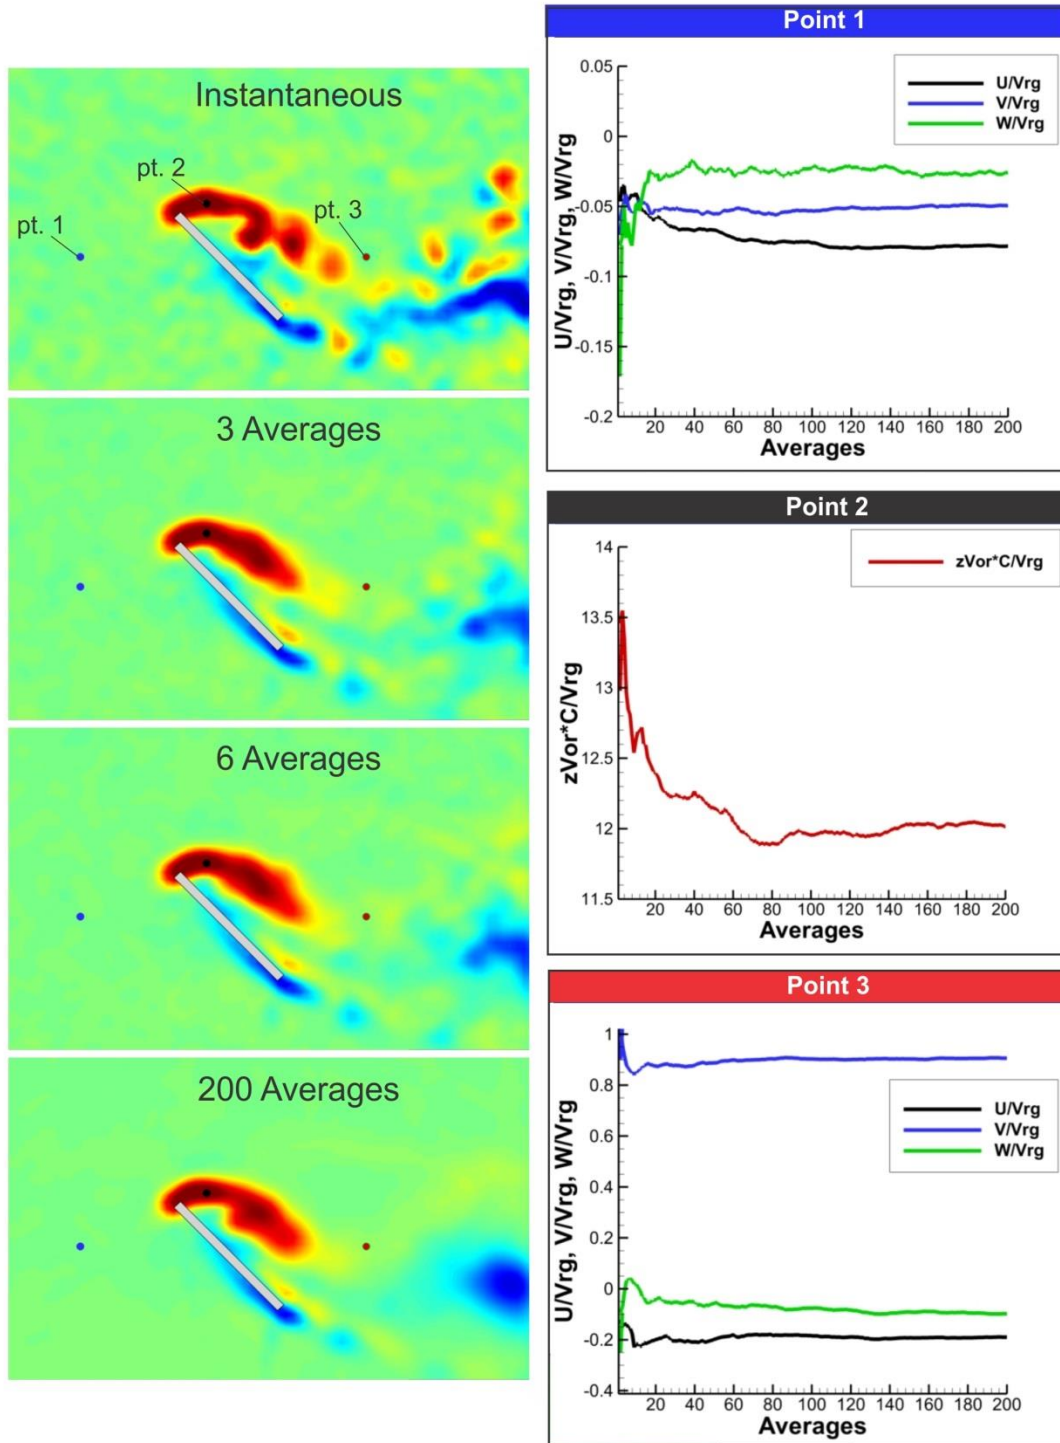 Instantaneous
pt. 2
pt. 1
pt. 3
3 Averages
6 Averages
200 Averages
Point 1
U/Vrg, V/Vrg, W/Vrg
0.05
0
-0.05
-0.1
-0.15
-0.2
U/Vrg
V/Vrg
W/Vrg
20 40 60 80 100 120 140 160 180 200
Averages
Point 2
zVor*C/Vrg
14
13.5
13
12.5
12
11.5
zVor*C/Vrg
20 40 60 80 100 120 140 160 180 200
Averages
Point 3
U/Vrg, V/Vrg, W/Vrg
1
0.8
0.6
0.4
0.2
0
-0.2
-0.4
U/Vrg
V/Vrg
W/Vrg
20 40 60 80 100 120 140 160 180 200
Averages